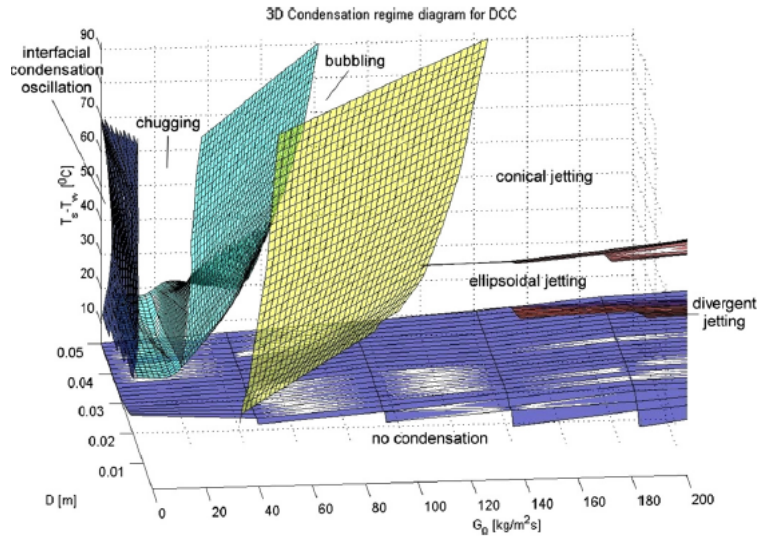 3D Condensation regime diagram for DCC
90
interfacial
condensation
oscillation
bubbling
70
chugging
60
50
T_s-T_w, [⁰C]
40
conical jetting
30
20
ellipsoidal jetting
10
divergent
jetting
0.05
0.04
0.03
no condensation
0.02
0.01
D [m]
0
20
40
60
80
100
120
140
160
180
200
G₀ [kg/m²s]